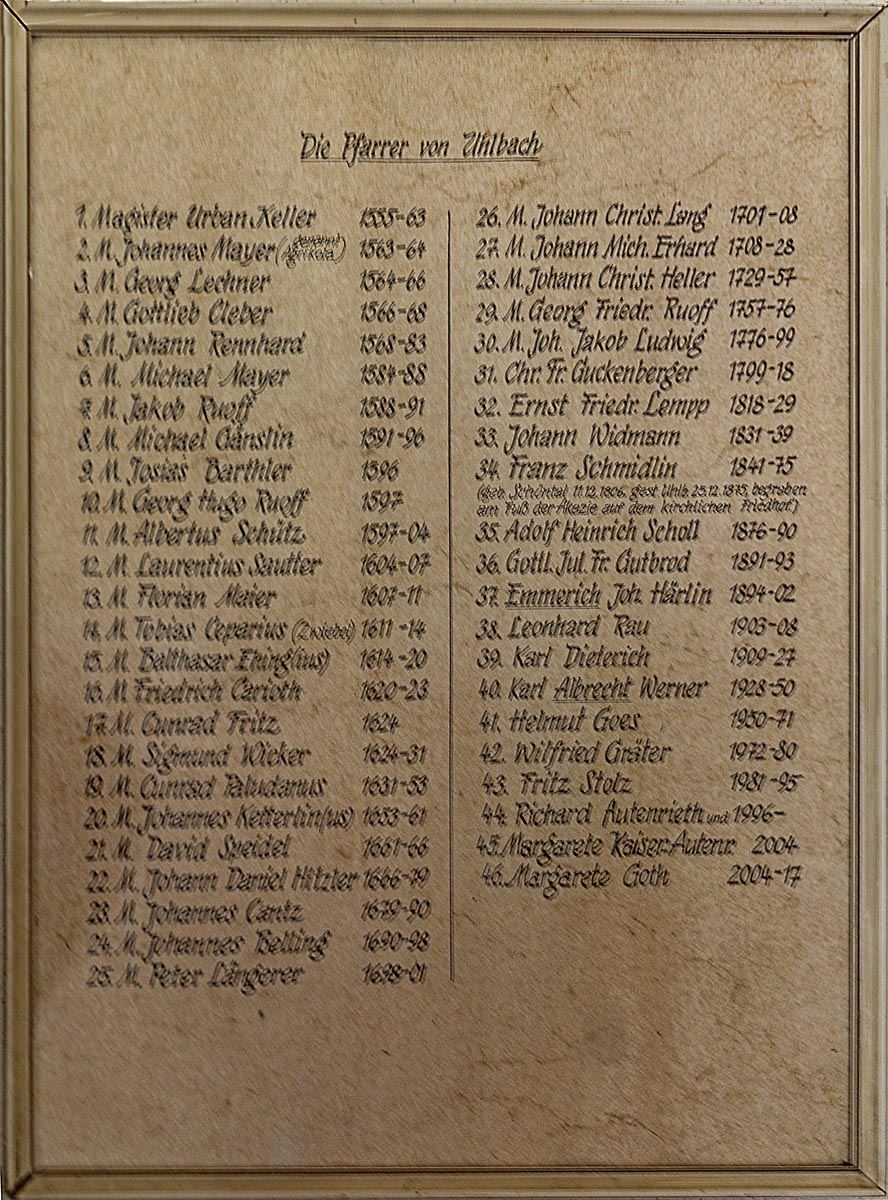 Die Pfarrer von Uhlbach
1. Magister Urban Keller 1555-63
2. M. Johannes Mayer (genannt Agrikola) 1563-64
3. M. Georg Lechner 1564-66
4. M. Gottlieb Cleber 1566-68
5. M. Johann Rennhard 1568-83
6. M. Michael Mayer 1584-88
7. M. Jakob Ruoff 1588-91
8. M. Michael Gänslin 1591-96
9. M. Josias Barthler 1596
10. M. Georg Hugo Ruoff 1597
11. M. Albertus Schütz 1597-04
12. M. Laurentius Sautter 1604-07
13. M. Florian Maier 1607-11
14. M. Tobias Ceparius (Zwiebel) 1611-14
15. M. Balthasar Ehing(ius) 1614-20
16. M. Friedrich Carioth 1620-23
17. M. Cunrad Fritz 1624
18. M. Sigmund Wicker 1624-31
19. M. Cunrad Paludanus 1631-53
20. M. Johannes Ketterlin(us) 1653-61
21. M. David Speidel 1661-66
22. M. Johann Daniel Hitzler 1666-79
23. M. Johannes Cantz 1679-90
24. M. Johannes Belling 1690-98
25. M. Peter Längerer 1698-01
26. M. Johann Christ. Lang 1701-08
27. M. Johann Mich. Erhard 1708-28
28. M. Johann Christ. Heller 1729-57
29. M. Georg Friedr. Ruoff 1757-76
30. M. Joh. Jakob Ludwig 1776-99
31. Chr. Fr. Guckenberger 1799-18
32. Ernst Friedr. Lempp 1818-29
33. Johann Widmann 1831-39
34. Franz Schmidlin 1841-75
(geb. Schöntal 11.12.1806, gest. Uhlb. 25.12.1875, begraben
am Fuß der Akazie auf dem kirchlichen Friedhof.)
35. Adolf Heinrich Scholl 1876-90
36. Gottl. Jul. Fr. Gutbrod 1891-93
37. Emmerich Joh. Härlin 1894-02
38. Leonhard Rau 1903-08
39. Karl Dieterich 1909-27
40. Karl Albrecht Werner 1928-50
41. Helmut Goes 1950-71
42. Wilfried Gräter 1972-80
43. Fritz Stolz 1981-95
44. Richard Autenrieth und 1996-
45. Margarete Kaiser-Autenr. 2004
46. Margarete Goth 2004-17